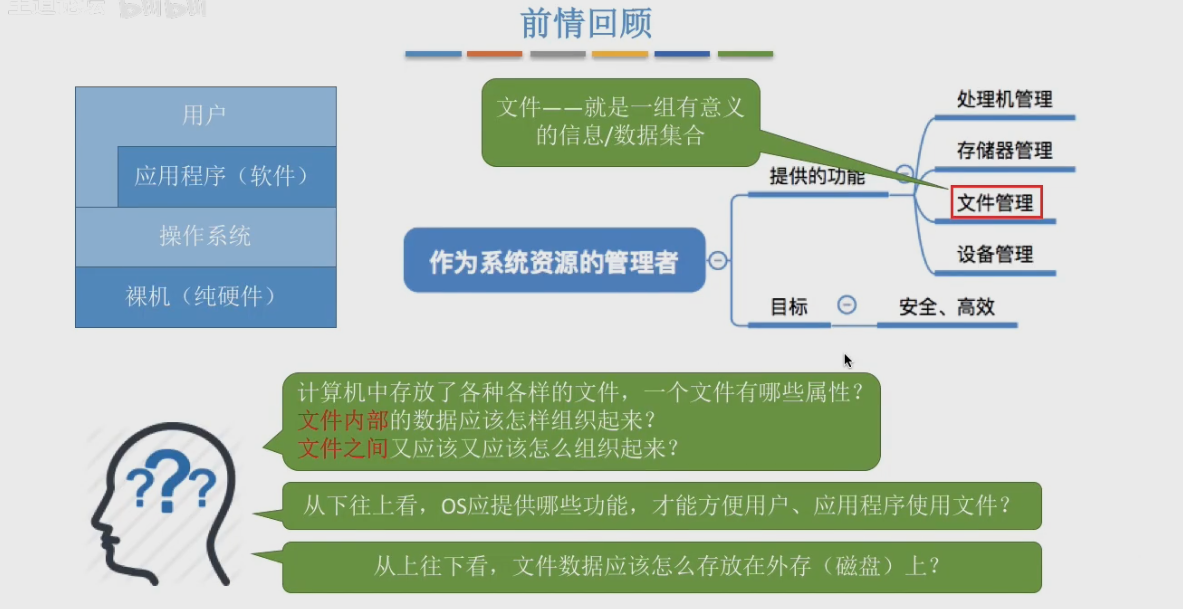 前情回顾
用户
应用程序（软件）
操作系统
裸机（纯硬件）
文件——就是一组有意义
的信息/数据集合
作为系统资源的管理者
提供的功能
处理机管理
存储器管理
文件管理
设备管理
目标
安全、高效
计算机中存放了各种各样的文件，一个文件有哪些属性？
文件内部的数据应该怎样组织起来？
文件之间又应该又应该怎么组织起来？
从下往上看，OS应提供哪些功能，才能方便用户、应用程序使用文件？
从上往下看，文件数据应该怎么存放在外存（磁盘）上？